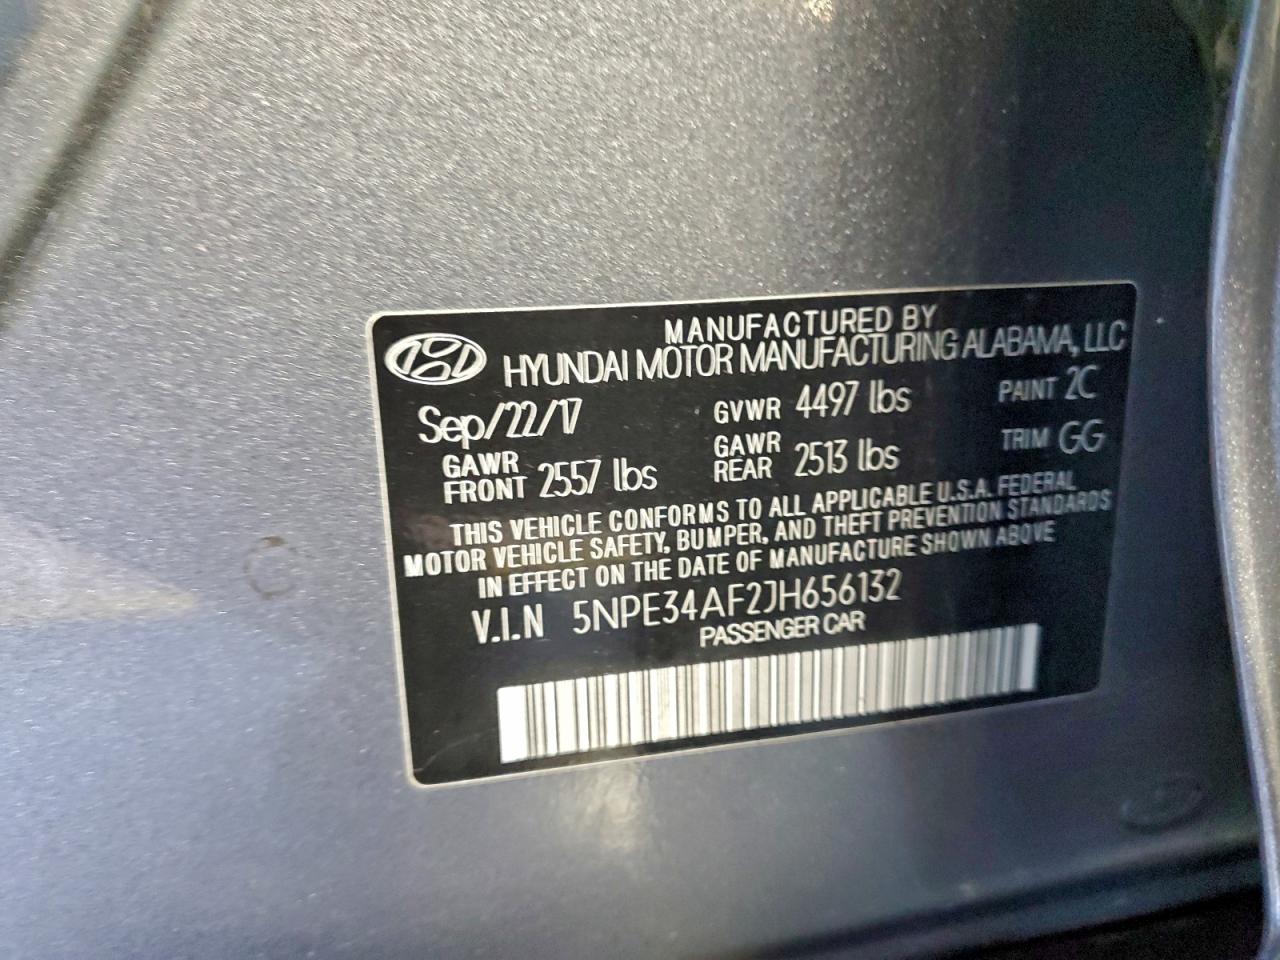 MANUFACTURED BY
HYUNDAI MOTOR MANUFACTURING ALABAMA, LLC
Sep/22/17 GVWR 4497 lbs PAINT 2C
GAWR FRONT 2557 lbs GAWR REAR 2513 lbs TRIM GG
THIS VEHICLE CONFORMS TO ALL APPLICABLE U.S.A. FEDERAL
MOTOR VEHICLE SAFETY, BUMPER, AND THEFT PREVENTION STANDARDS
IN EFFECT ON THE DATE OF MANUFACTURE SHOWN ABOVE
V.I.N 5NPE34AF2JH656132
PASSENGER CAR